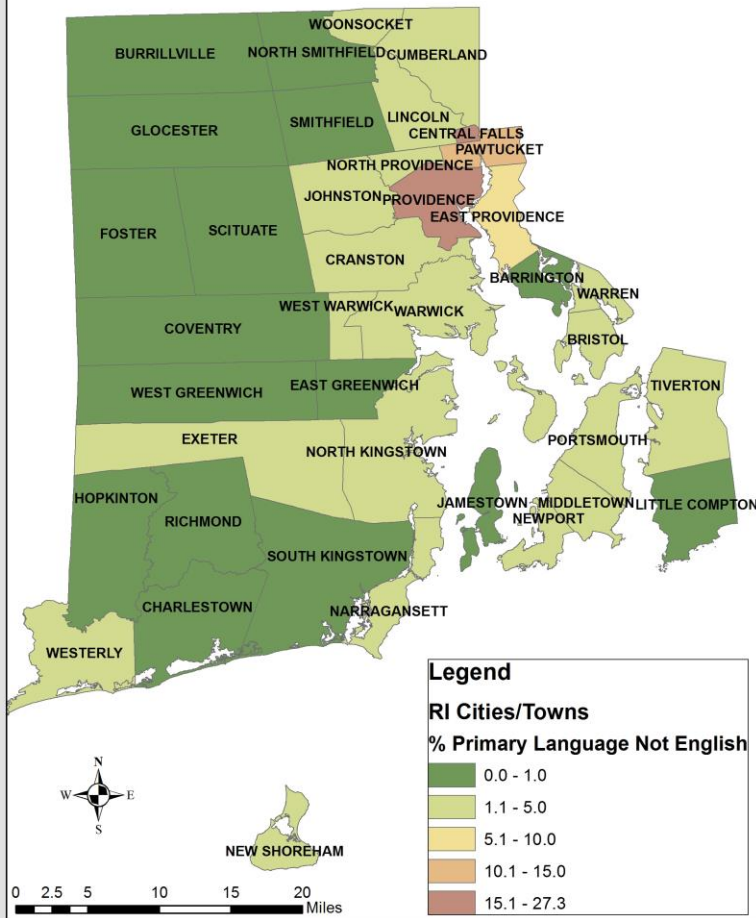 WOONSOCKET
BURRILLVILLE
NORTH SMITHFIELD
CUMBERLAND
LINCOLN
SMITHFIELD
GLOCESTER
CENTRAL FALLS
PAWTUCKET
NORTH PROVIDENCE
JOHNSTON
PROVIDENCE
EAST PROVIDENCE
FOSTER
SCITUATE
CRANSTON
BARRINGTON
WARREN
WEST WARWICK
WARWICK
COVENTRY
BRISTOL
WEST GREENWICH
EAST GREENWICH
TIVERTON
EXETER
NORTH KINGSTOWN
PORTSMOUTH
HOPKINTON
JAMESTOWN
MIDDLETOWN
LITTLE COMPTON
RICHMOND
NEWPORT
SOUTH KINGSTOWN
CHARLESTOWN
NARRAGANSETT
WESTERLY
Legend
RI Cities/Towns
% Primary Language Not English
0.0 - 1.0
1.1 - 5.0
5.1 - 10.0
10.1 - 15.0
15.1 - 27.3
N
W E
S
NEW SHOREHAM
0 2.5 5 10 15 20
Miles